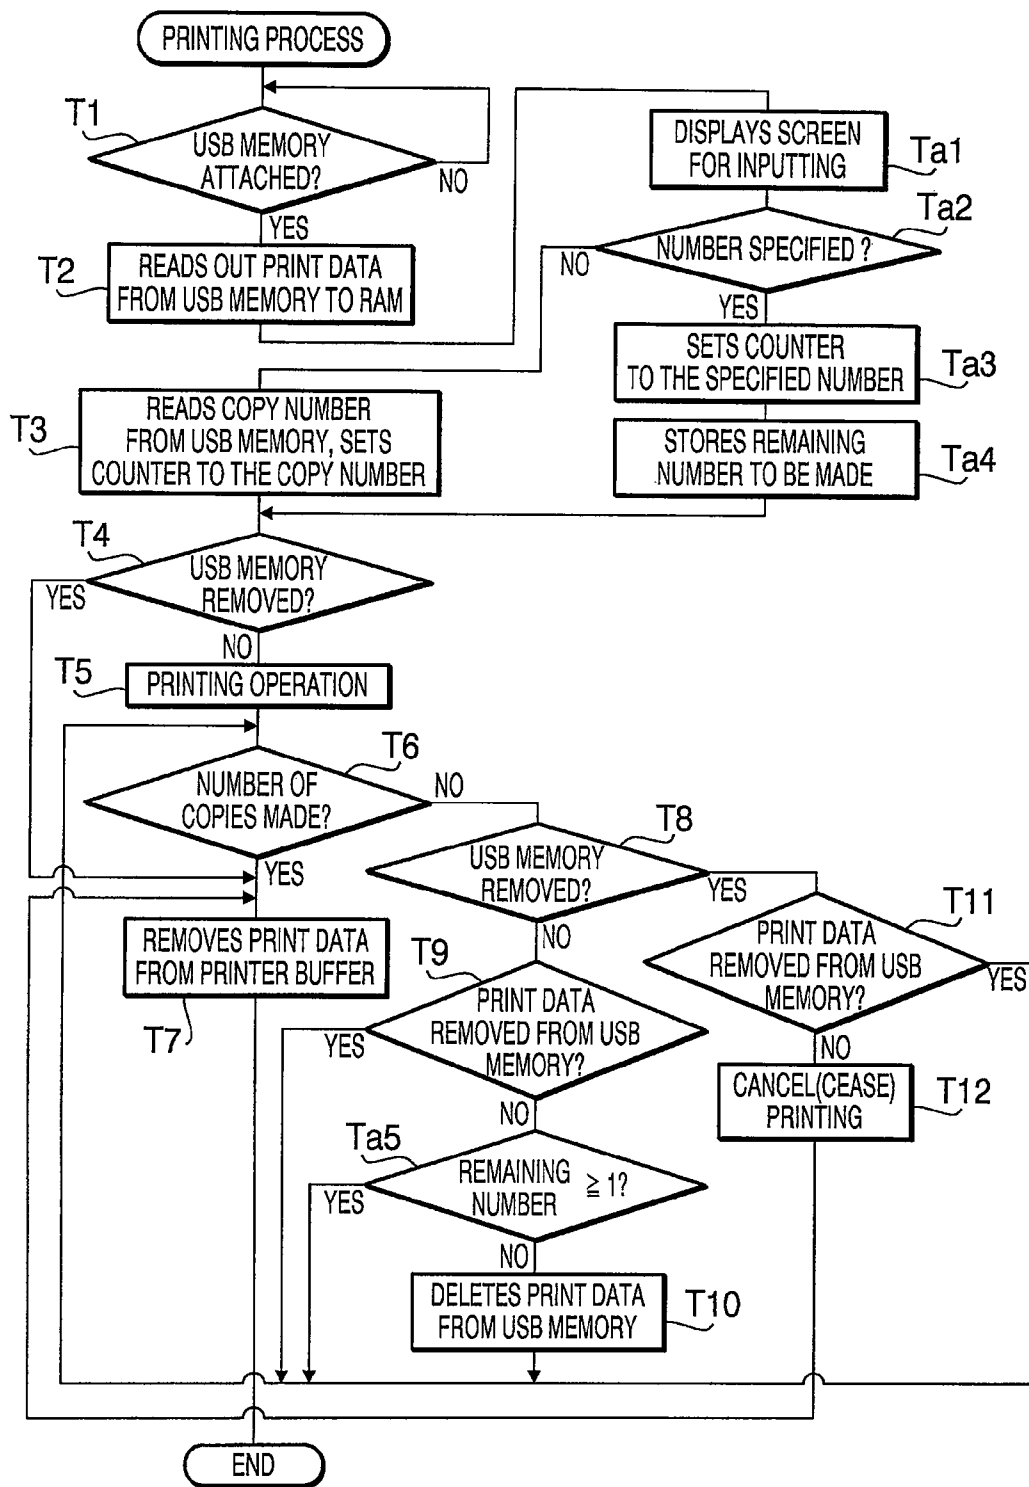 PRINTING PROCESS
T1
USB MEMORY
ATTACHED?
NO
YES
T2
READS OUT PRINT DATA
FROM USB MEMORY TO RAM
DISPLAYS SCREEN
FOR INPUTTING
Ta1
Ta2
NUMBER SPECIFIED ?
NO
YES
SETS COUNTER
TO THE SPECIFIED NUMBER
Ta3
STORES REMAINING
NUMBER TO BE MADE
Ta4
T3
READS COPY NUMBER
FROM USB MEMORY, SETS
COUNTER TO THE COPY NUMBER
T4
USB MEMORY
REMOVED?
YES
NO
T5
PRINTING OPERATION
T6
NUMBER OF
COPIES MADE?
NO
YES
T8
USB MEMORY
REMOVED?
YES
NO
T7
REMOVES PRINT DATA
FROM PRINTER BUFFER
T9
PRINT DATA
REMOVED FROM USB
MEMORY?
YES
NO
T11
PRINT DATA
REMOVED FROM USB
MEMORY?
YES
NO
CANCEL(CEASE)
PRINTING
T12
Ta5
REMAINING
NUMBER ≧ 1?
YES
NO
DELETES PRINT DATA
FROM USB MEMORY
T10
END